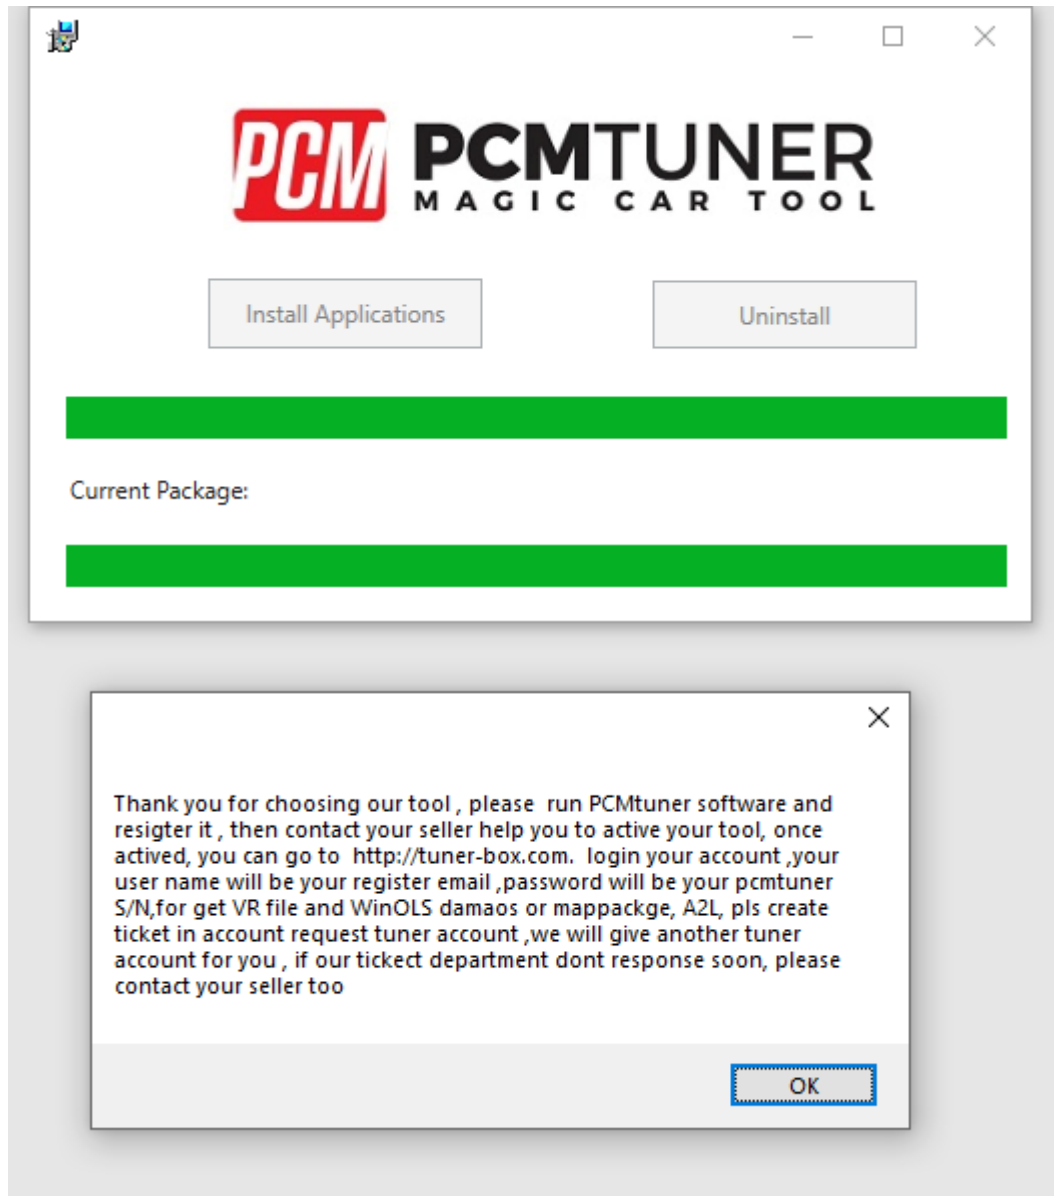 PCM PCMTUNER
MAGIC CAR TOOL
Install Applications
Uninstall
Current Package:
Thank you for choosing our tool , please  run PCMtuner software and
resigter it , then contact your seller help you to active your tool, once
actived, you can go to  http://tuner-box.com.  login your account ,your
user name will be your register email ,password will be your pcmtuner
S/N,for get VR file and WinOLS damaos or mappackge, A2L, pls create
ticket in account request tuner account ,we will give another tuner
account for you , if our tickect department dont response soon, please
contact your seller too
OK